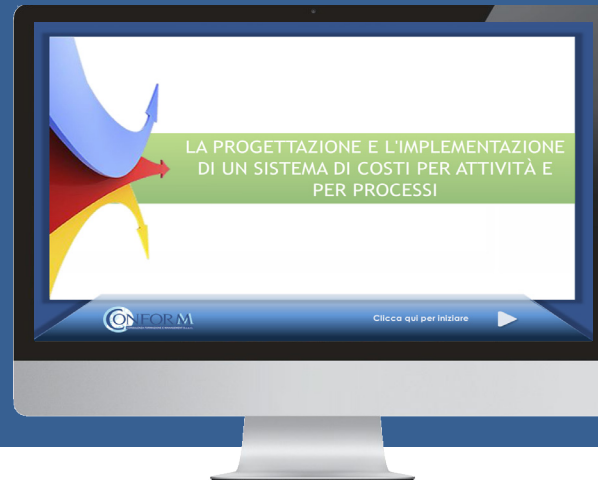 LA PROGETTAZIONE E L'IMPLEMENTAZIONE
DI UN SISTEMA DI COSTI PER ATTIVITÀ E
PER PROCESSI
CONFORM
Clicca qui per iniziare